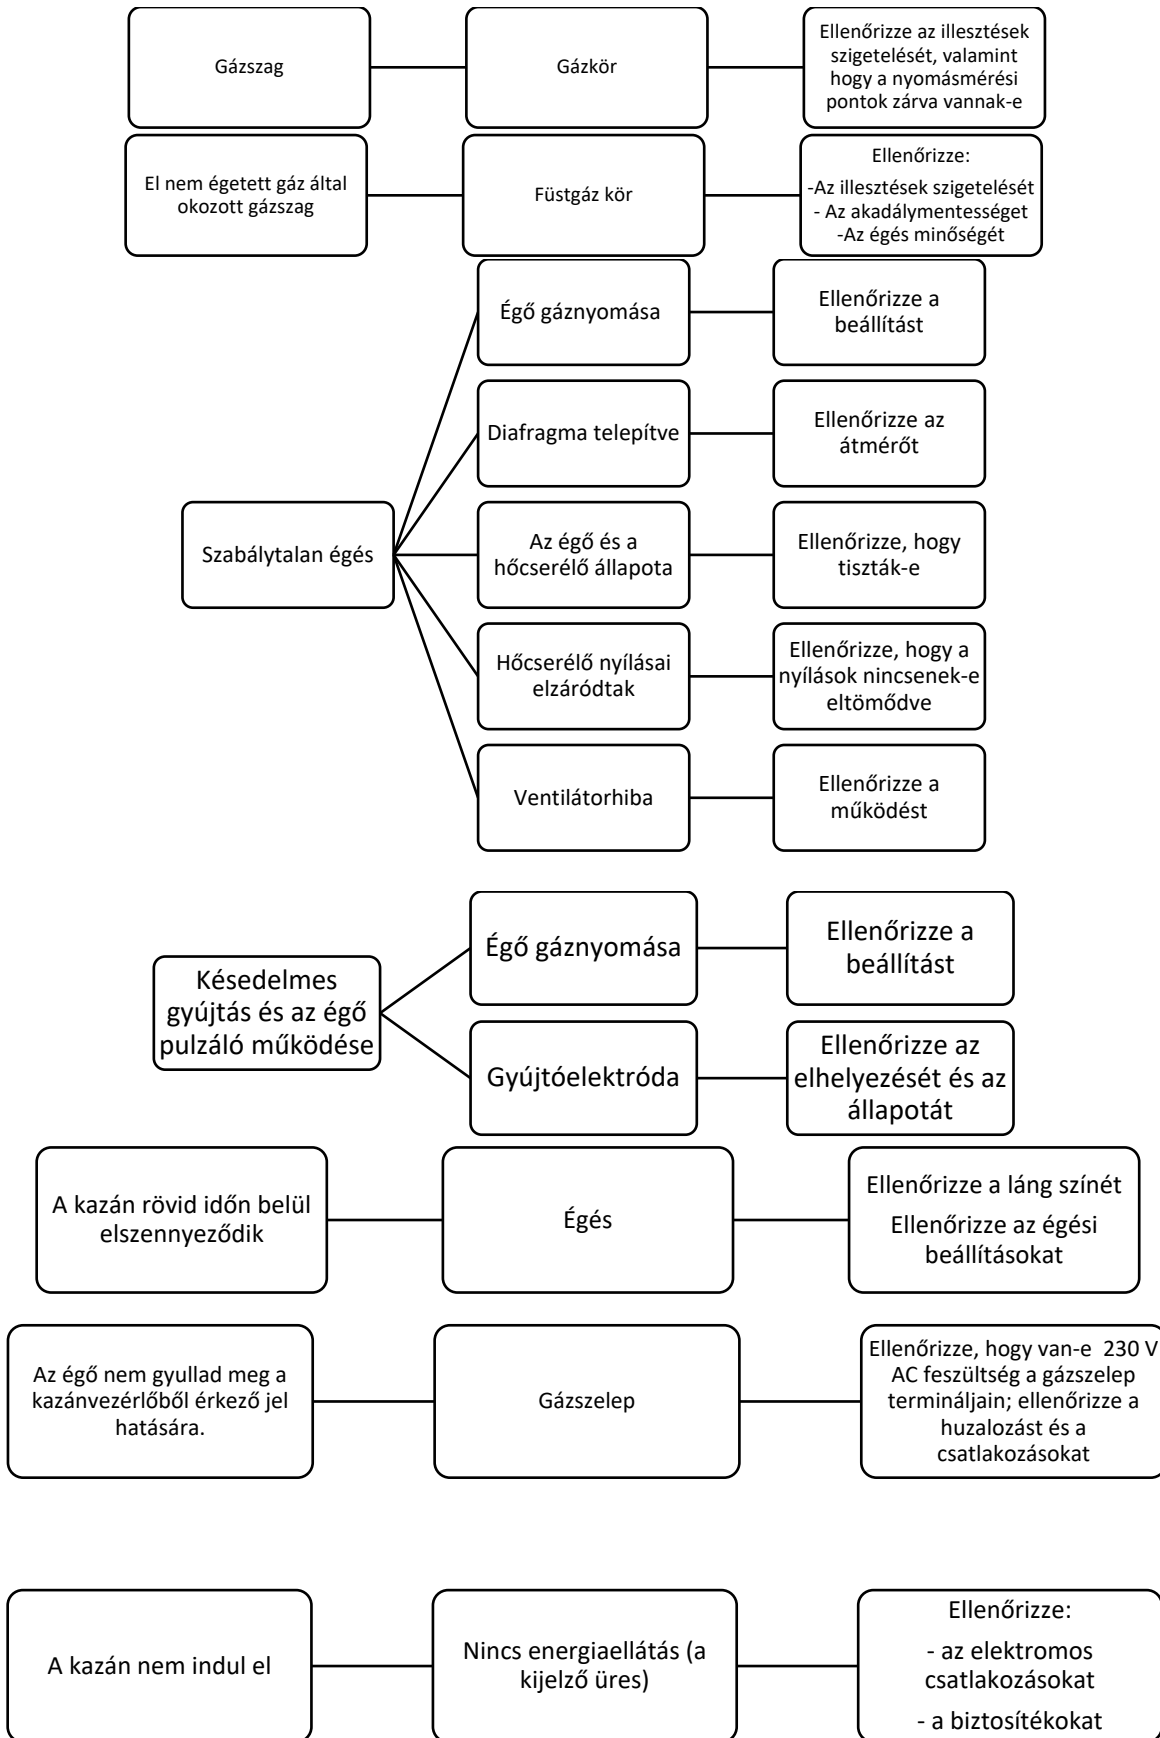 Gázszag
Gázkör
Ellenőrizze az illesztések
szigetelését, valamint
hogy a nyomásmérési
pontok zárva vannak-e
El nem égetett gáz által
okozott gázszag
Füstgáz kör
Ellenőrizze:
-Az illesztések szigetelését
- Az akadálymentességet
-Az égés minőségét
Szabálytalan égés
Égő gáznyomása
Ellenőrizze a
beállítást
Diafragma telepítve
Ellenőrizze az
átmérőt
Az égő és a
hőcserélő állapota
Ellenőrizze, hogy
tiszták-e
Hőcserélő nyílásai
elzáródtak
Ellenőrizze, hogy a
nyílások nincsenek-e
eltömődve
Ventilátorhiba
Ellenőrizze a
működést
Késedelmes
gyújtás és az égő
pulzáló működése
Égő gáznyomása
Ellenőrizze a
beállítást
Gyújtóelektróda
Ellenőrizze az
elhelyezését és az
állapotát
A kazán rövid időn belül
elszennyeződik
Égés
Ellenőrizze a láng színét
Ellenőrizze az égési
beállításokat
Az égő nem gyullad meg a
kazánvezérlőből érkező jel
hatására.
Gázszelep
Ellenőrizze, hogy van-e  230 V
AC feszültség a gázszelep
termináljain; ellenőrizze a
huzalozást és a
csatlakozásokat
A kazán nem indul el
Nincs energiaellátás (a
kijelző üres)
Ellenőrizze:
- az elektromos
csatlakozásokat
- a biztosítékokat